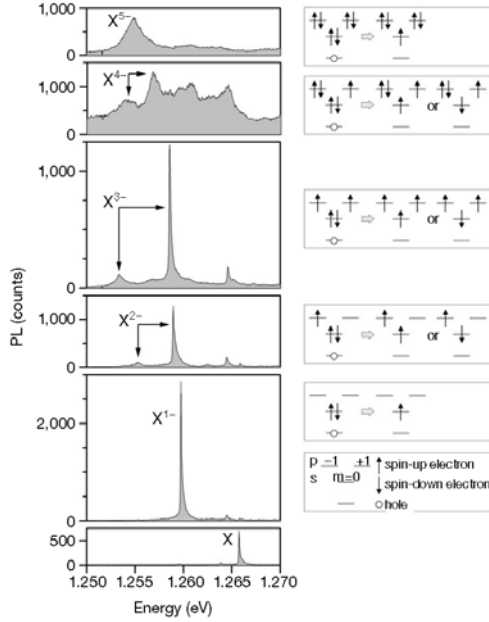 1,000
X5-
0
1,000
X4-
0
or
1,000
X3-
0
or
PL (counts)
1,000
X2-
0
or
2,000
X1-
0
p -1 +1 spin-up electron
s m=0 spin-down electron
hole
500
X
0
1.250 1.255 1.260 1.265 1.270
Energy (eV)